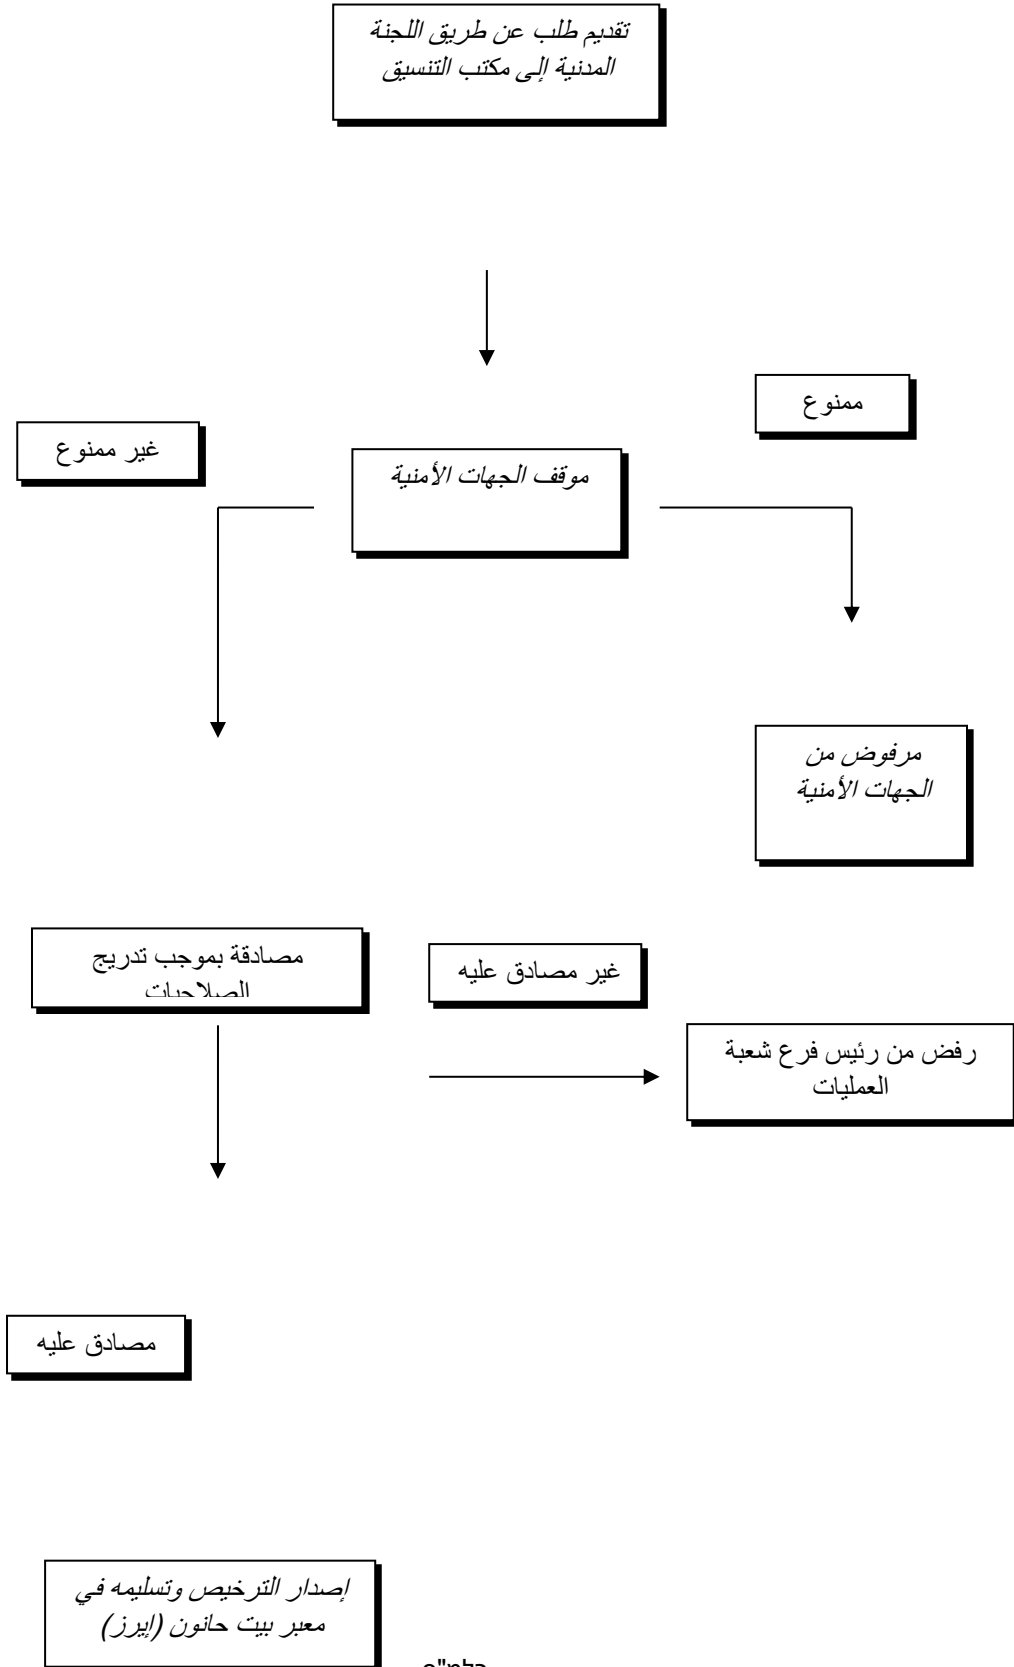 تقديم طلب عن طريق اللجنة
المدنية إلى مكتب التنسيق
ممنوع
غير ممنوع
موقف الجهات الأمنية
مرفوض من
الجهات الأمنية
مصادقة بموجب تدريج
الصلاحيات
غير مصادق عليه
رفض من رئيس فرع شعبة
العمليات
مصادق عليه
إصدار الترخيص وتسليمه في
معبر بيت حانون (إيرز)